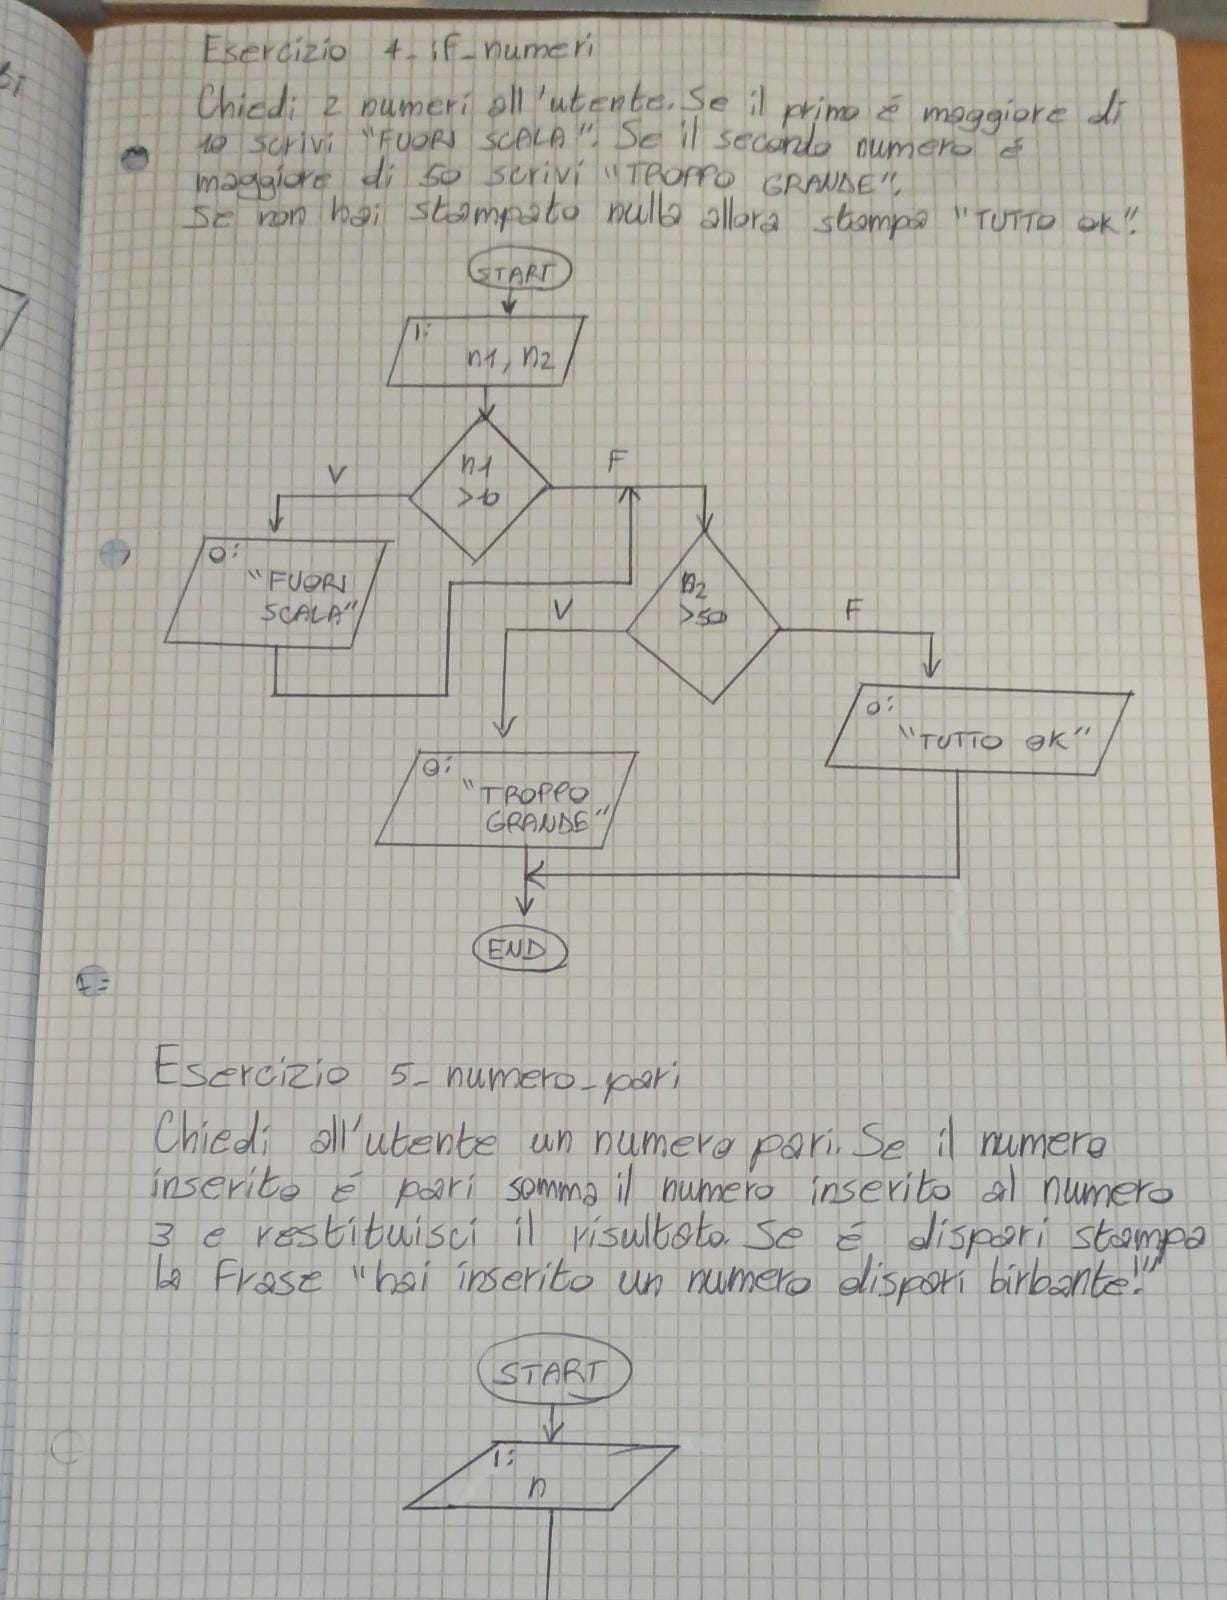 Esercizio 4_if_numeri
Chiedi 2 numeri all'utente. Se il primo é maggiore di
10 scrivi "FUORI SCALA". Se il secondo numero é
maggiore di 50 scrivi "TROPPO GRANDE".
Se non hai stampato nulla allora stampa "TUTTO OK".
START
I:
n1, n2
n1
>10
V
F
O:
"FUORI
SCALA"
n2
>50
V
F
O:
"TUTTO OK"
O:
"TROPPO
GRANDE"
END
Esercizio 5_numero_pari
Chiedi all'utente un numero pari. Se il numero
inserito é pari somma il numero inserito al numero
3 e restituisci il risultato. Se é dispari stampa
la frase "hai inserito un numero dispari birbante!"
START
I:
n